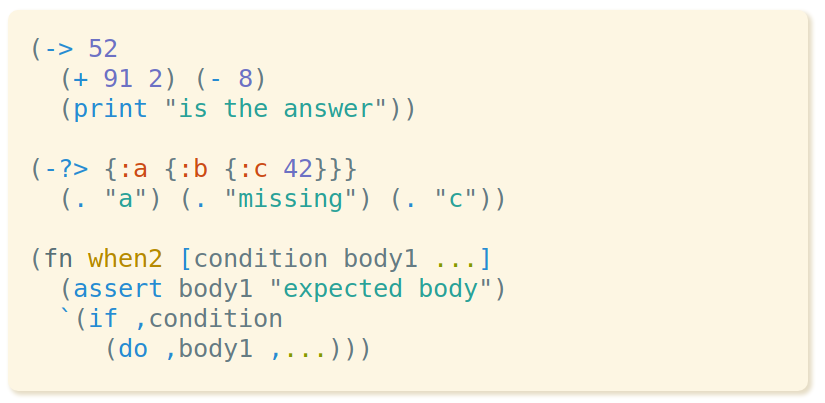 (-> 52
  (+ 91 2) (- 8)
  (print "is the answer"))

(-?> {:a {:b {:c 42}}}
  (. "a") (. "missing") (. "c"))

(fn when2 [condition body1 ...]
  (assert body1 "expected body")
  `(if ,condition
     (do ,body1 ,...)))